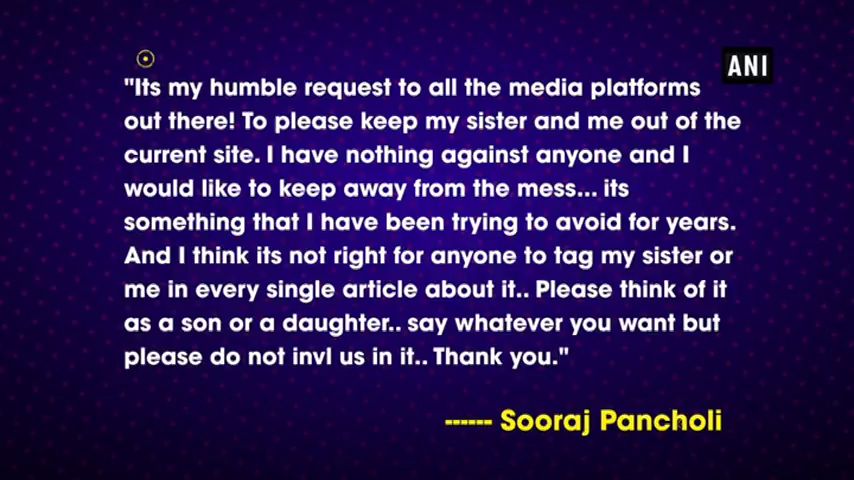 ANI
"Its my humble request to all the media platforms
out there! To please keep my sister and me out of the
current site. I have nothing against anyone and I
would like to keep away from the mess... its
something that I have been trying to avoid for years.
And I think its not right for anyone to tag my sister or
me in every single article about it.. Please think of it
as a son or a daughter.. say whatever you want but
please do not invl us in it.. Thank you."
------ Sooraj Pancholi